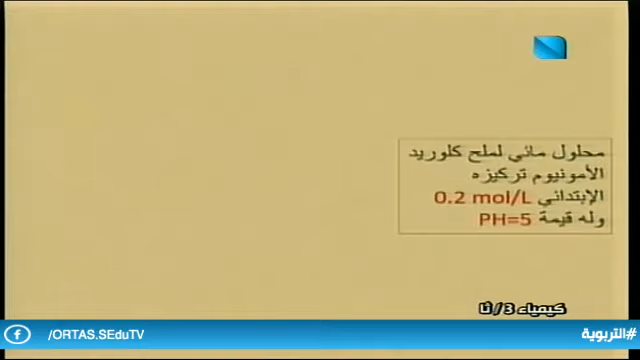 محلول مائي لملح كلوريد
الأمونيوم تركيزه
الإبتدائي 0.2 mol/L
وله قيمة PH=5
كيمياء 3/ثا
/ORTAS.SEduTV
#التربوية